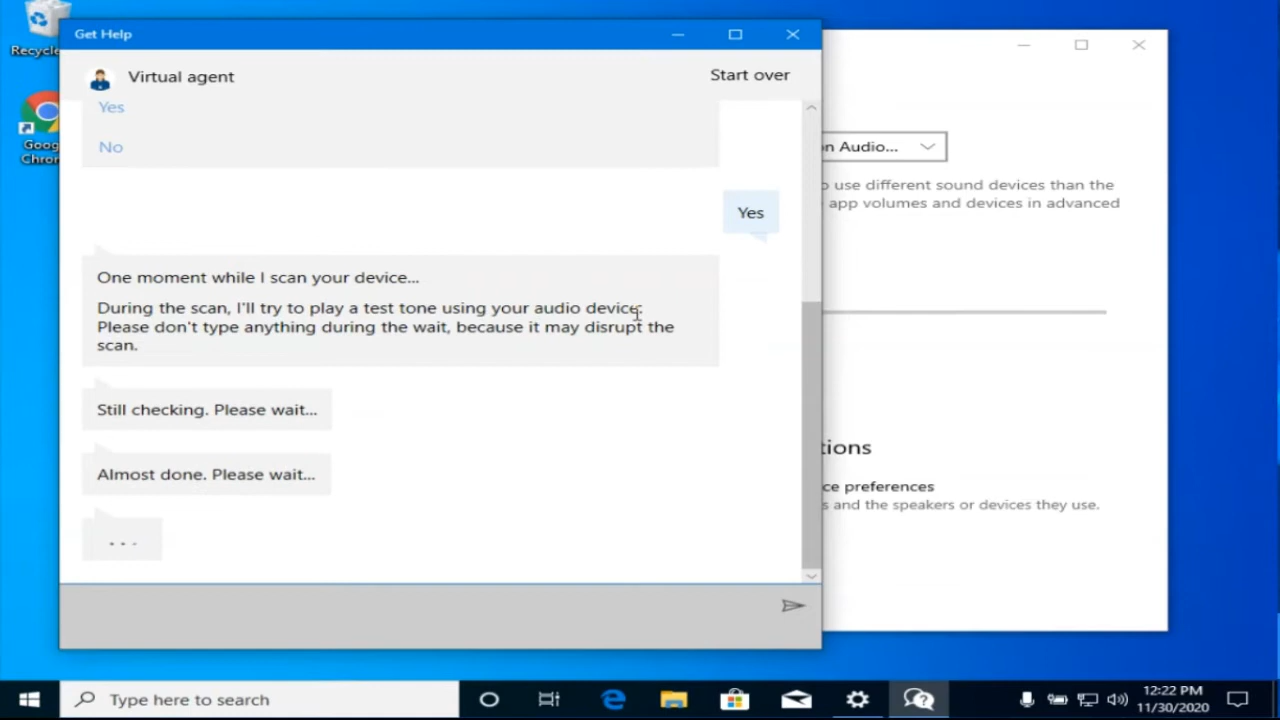 Recycle
Goog
Chron
Get Help
Virtual agent
Start over
Yes
No
Yes
One moment while I scan your device...
During the scan, I'll try to play a test tone using your audio device.
Please don't type anything during the wait, because it may disrupt the
scan.
Still checking. Please wait...
Almost done. Please wait...
...
n Audio...
o use different sound devices than the
app volumes and devices in advanced
tions
ce preferences
s and the speakers or devices they use.
Type here to search
12:22 PM
11/30/2020